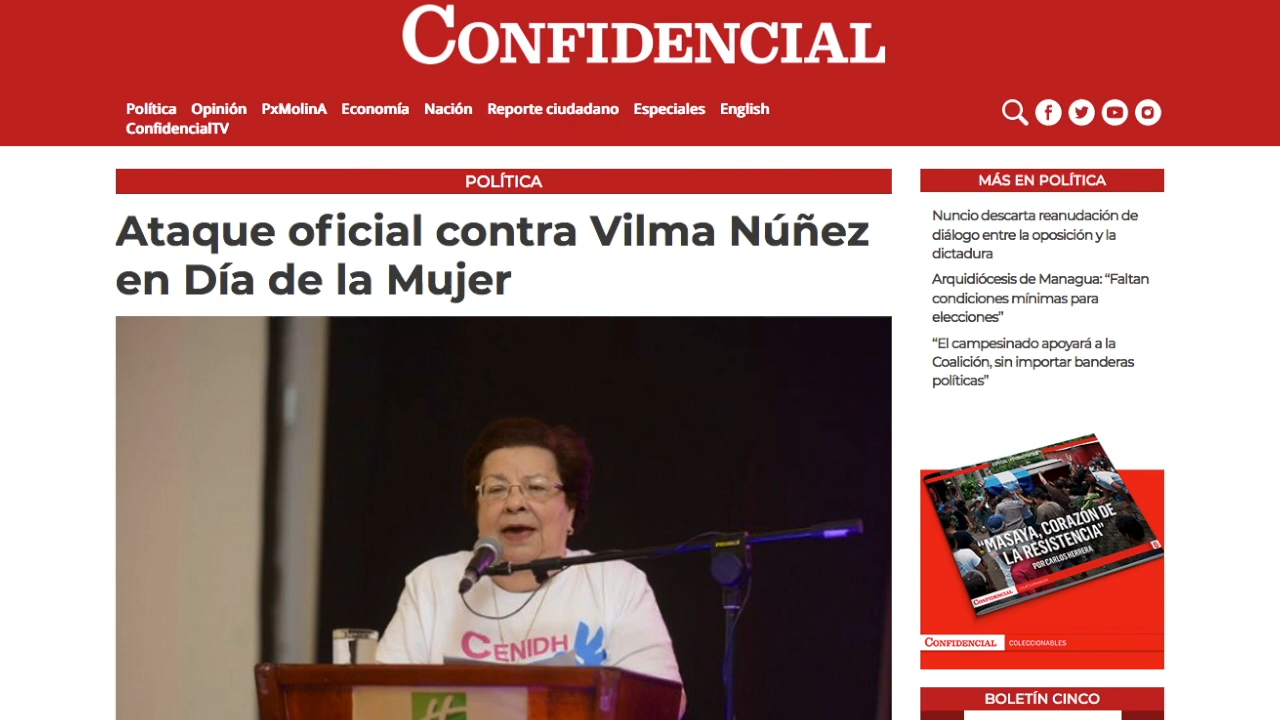 CONFIDENCIAL
Política Opinión PxMolinA Economía Nación Reporte ciudadano Especiales English
ConfidencialTV
POLÍTICA
Ataque oficial contra Vilma Núñez
en Día de la Mujer
CENIDH
PROEL
MÁS EN POLÍTICA
Nuncio descarta reanudación de
diálogo entre la oposición y la
dictadura
Arquidiócesis de Managua: “Faltan
condiciones mínimas para
elecciones”
“El campesinado apoyará a la
Coalición, sin importar banderas
políticas”
“MASAYA, CORAZÓN DE
LA RESISTENCIA”
POR CARLOS HERRERA
CONFIDENCIAL
CONFIDENCIAL COLECCIONABLES
BOLETÍN CINCO